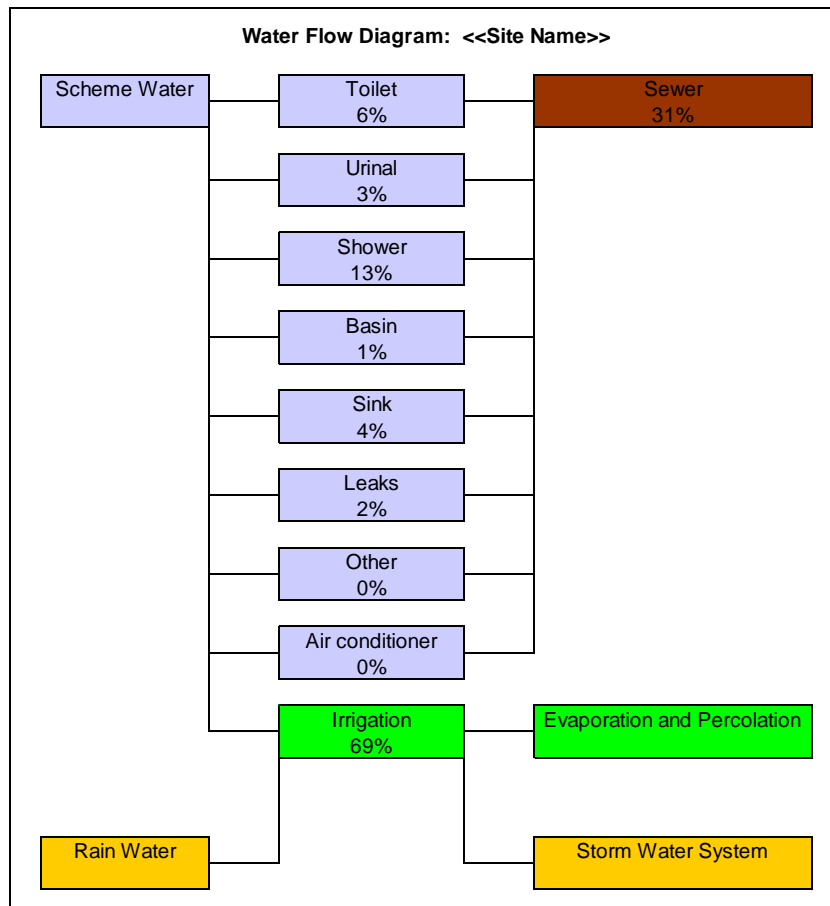 Water Flow Diagram:  <<Site Name>>
Scheme Water
Toilet
6%
Sewer
31%
Urinal
3%
Shower
13%
Basin
1%
Sink
4%
Leaks
2%
Other
0%
Air conditioner
0%
Irrigation
69%
Evaporation and Percolation
Rain Water
Storm Water System